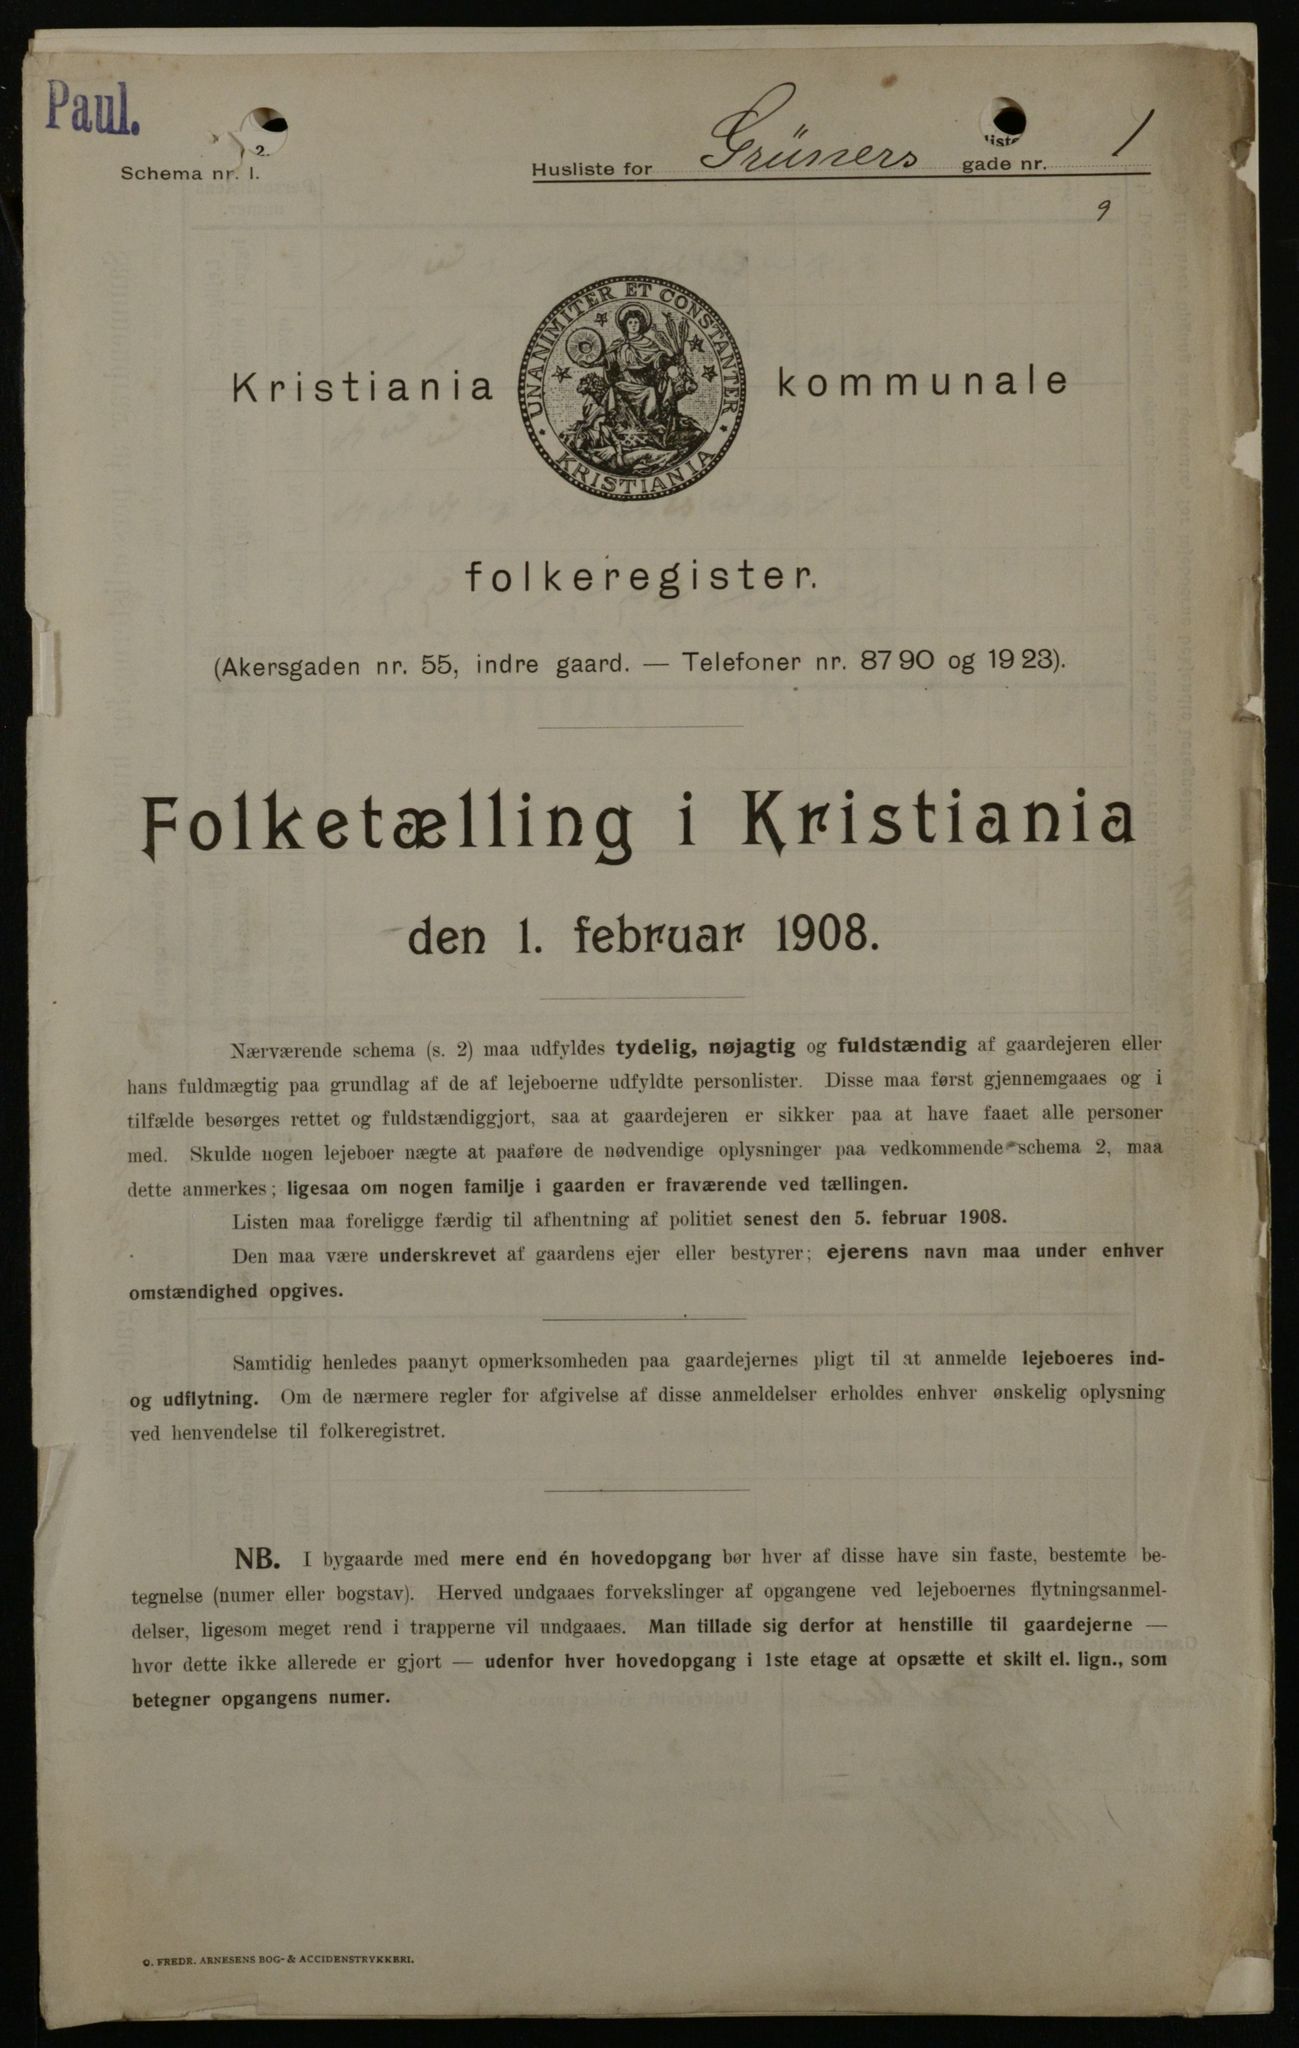 Paul.
2.
Schema nr. 1.
liste
Husliste for Grüners gade nr. 1
9
UNANIMITER ET CONSTANTER
KRISTIANIA
Kristiania kommunale
folkeregister.
(Akersgaden nr. 55, indre gaard. — Telefoner nr. 8790 og 1923).
Folketælling i Kristiania
den 1. februar 1908.
Nærværende schema (s. 2) maa udfyldes tydelig, nøjagtig og fuldstændig af gaardejeren eller
hans fuldmægtig paa grundlag af de af lejeboerne udfyldte personlister. Disse maa først gjennemgaaes og i
tilfælde besørges rettet og fuldstændiggjort, saa at gaardejeren er sikker paa at have faaet alle personer
med. Skulde nogen lejeboer nægte at paaføre de nødvendige oplysninger paa vedkommende schema 2, maa
dette anmerkes; ligesaa om nogen familje i gaarden er fraværende ved tællingen.
Listen maa foreligge færdig til afhentning af politiet senest den 5. februar 1908.
Den maa være underskrevet af gaardens ejer eller bestyrer; ejerens navn maa under enhver
omstændighed opgives.
Samtidig henledes paanyt opmerksomheden paa gaardejernes pligt til at anmelde lejeboeres ind-
og udflytning. Om de nærmere regler for afgivelse af disse anmeldelser erholdes enhver ønskelig oplysning
ved henvendelse til folkeregistret.
NB. I bygaarde med mere end én hovedopgang bør hver af disse have sin faste, bestemte be-
tegnelse (numer eller bogstav). Herved undgaaes forvekslinger af opgangene ved lejeboernes flytningsanmel-
delser, ligesom meget rend i trapperne vil undgaaes. Man tillade sig derfor at henstille til gaardejerne —
hvor dette ikke allerede er gjort — udenfor hver hovedopgang i 1ste etage at opsætte et skilt el. lign., som
betegner opgangens numer.
O. FREDR. ARNESENS BOG- & ACCIDENSTRYKKERI.